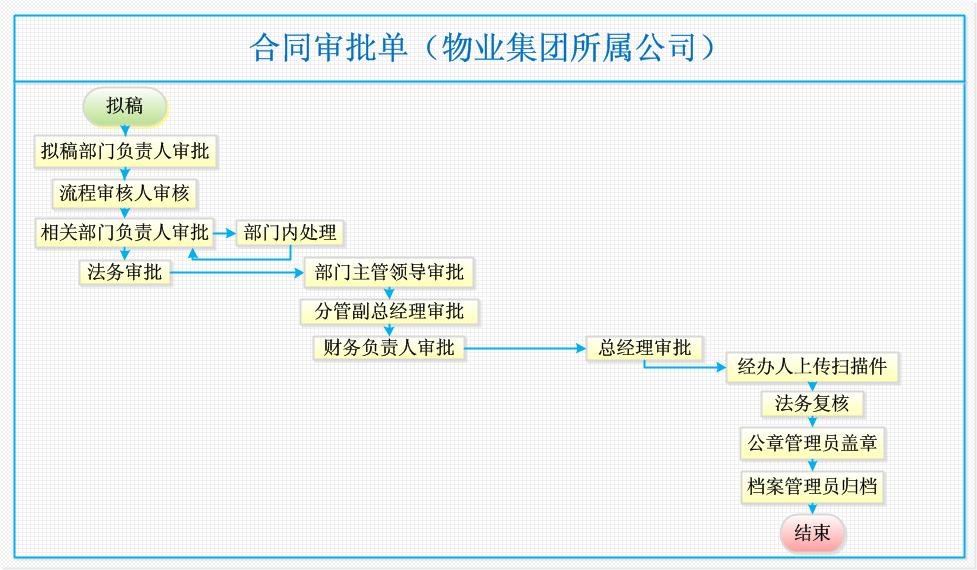 合同审批单（物业集团所属公司）
拟稿
拟稿部门负责人审批
流程审核人审核
相关部门负责人审批
部门内处理
法务审批
部门主管领导审批
分管副总经理审批
财务负责人审批
总经理审批
经办人上传扫描件
法务复核
公章管理员盖章
档案管理员归档
结束